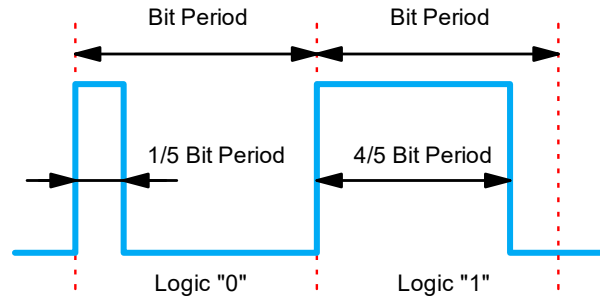 Bit Period
Bit Period
1/5 Bit Period
4/5 Bit Period
Logic "0"
Logic "1"